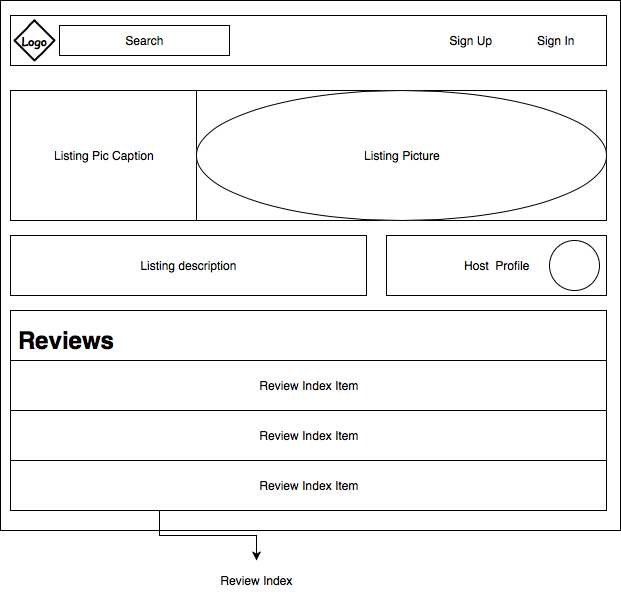 Logo
Search
Sign Up
Sign In
Listing Pic Caption
Listing Picture
Listing description
Host Profile
Reviews
Review Index Item
Review Index Item
Review Index Item
Review Index